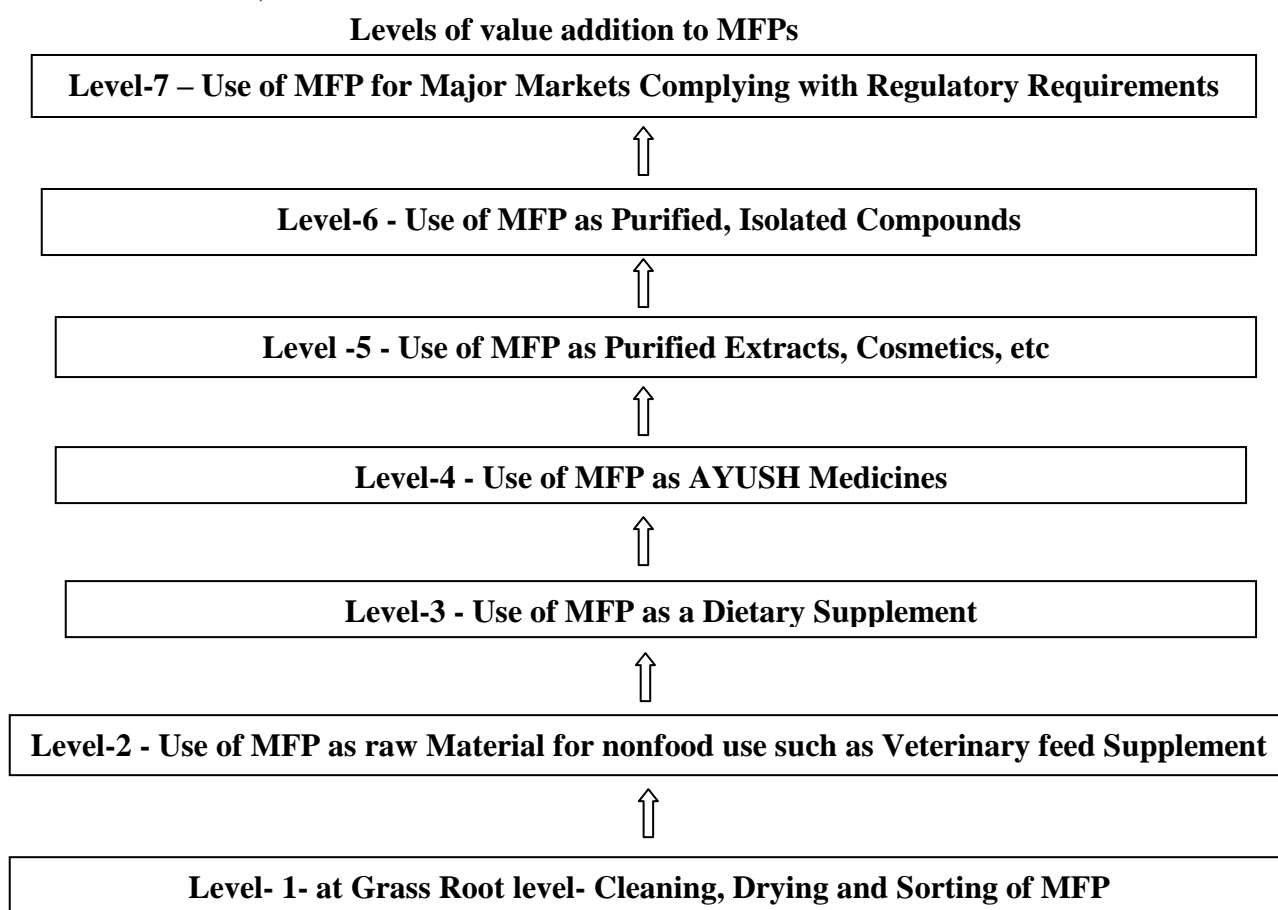 Levels of value addition to MFPs
Level-7 – Use of MFP for Major Markets Complying with Regulatory Requirements
Level-6 - Use of MFP as Purified, Isolated Compounds
Level -5 - Use of MFP as Purified Extracts, Cosmetics, etc
Level-4 - Use of MFP as AYUSH Medicines
Level-3 - Use of MFP as a Dietary Supplement
Level-2 - Use of MFP as raw Material for nonfood use such as Veterinary feed Supplement
Level- 1- at Grass Root level- Cleaning, Drying and Sorting of MFP